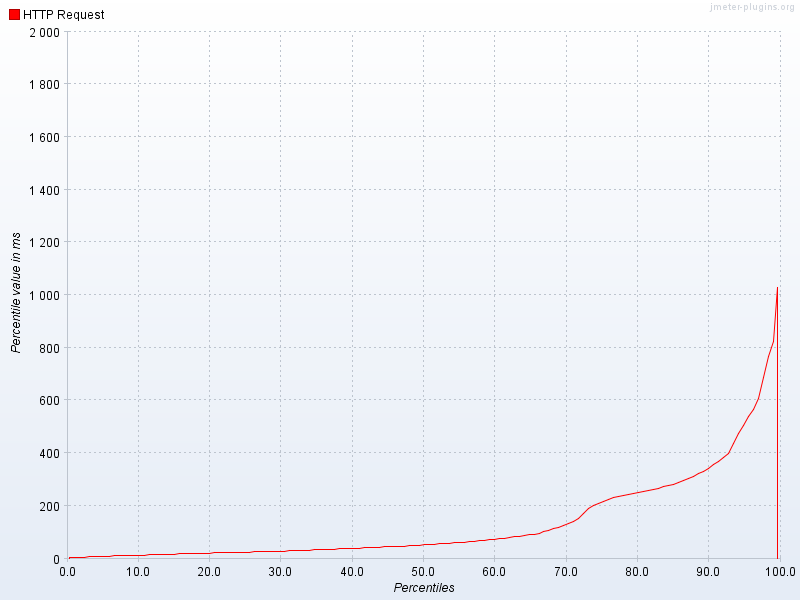 jmeter-plugins.org
HTTP Request
2 000
1 800
1 600
1 400
1 200
1 000
800
600
400
200
0
Percentile value in ms
0.0 10.0 20.0 30.0 40.0 50.0 60.0 70.0 80.0 90.0 100.0
Percentiles